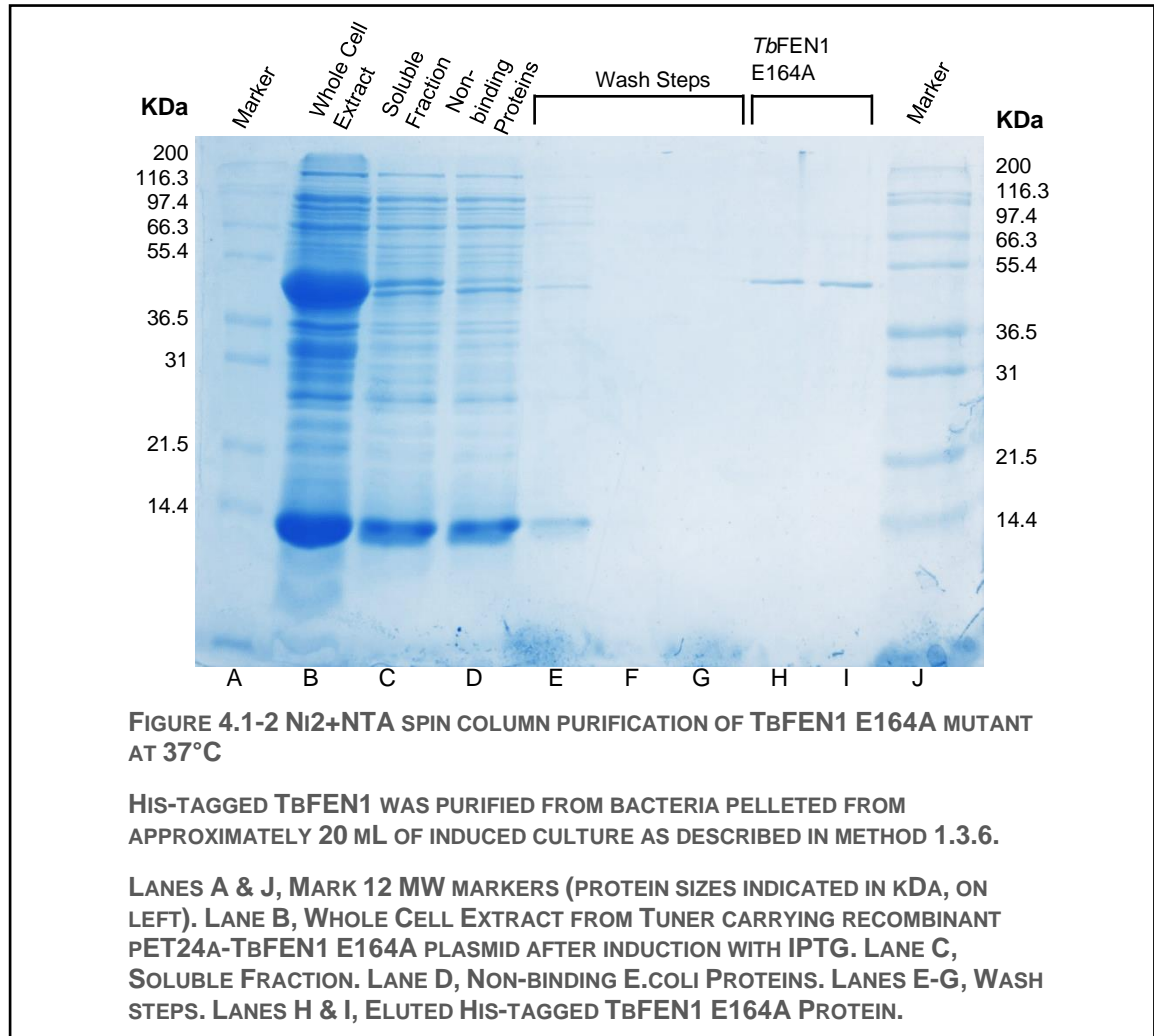 Marker
Whole Cell
Extract
Soluble
Fraction
Non-
binding
Proteins
Wash Steps
TbFEN1
E164A
Marker
KDa
200
116.3
97.4
66.3
55.4
36.5
31
21.5
14.4
KDa
200
116.3
97.4
66.3
55.4
36.5
31
21.5
14.4
A B C D E F G H I J
FIGURE 4.1-2 NI2+NTA SPIN COLUMN PURIFICATION OF TBFEN1 E164A MUTANT
AT 37°C
HIS-TAGGED TBFEN1 WAS PURIFIED FROM BACTERIA PELLETED FROM
APPROXIMATELY 20 ML OF INDUCED CULTURE AS DESCRIBED IN METHOD 1.3.6.
LANES A & J, MARK 12 MW MARKERS (PROTEIN SIZES INDICATED IN KDA, ON
LEFT). LANE B, WHOLE CELL EXTRACT FROM TUNER CARRYING RECOMBINANT
PET24A-TBFEN1 E164A PLASMID AFTER INDUCTION WITH IPTG. LANE C,
SOLUBLE FRACTION. LANE D, NON-BINDING E.COLI PROTEINS. LANES E-G, WASH
STEPS. LANES H & I, ELUTED HIS-TAGGED TBFEN1 E164A PROTEIN.